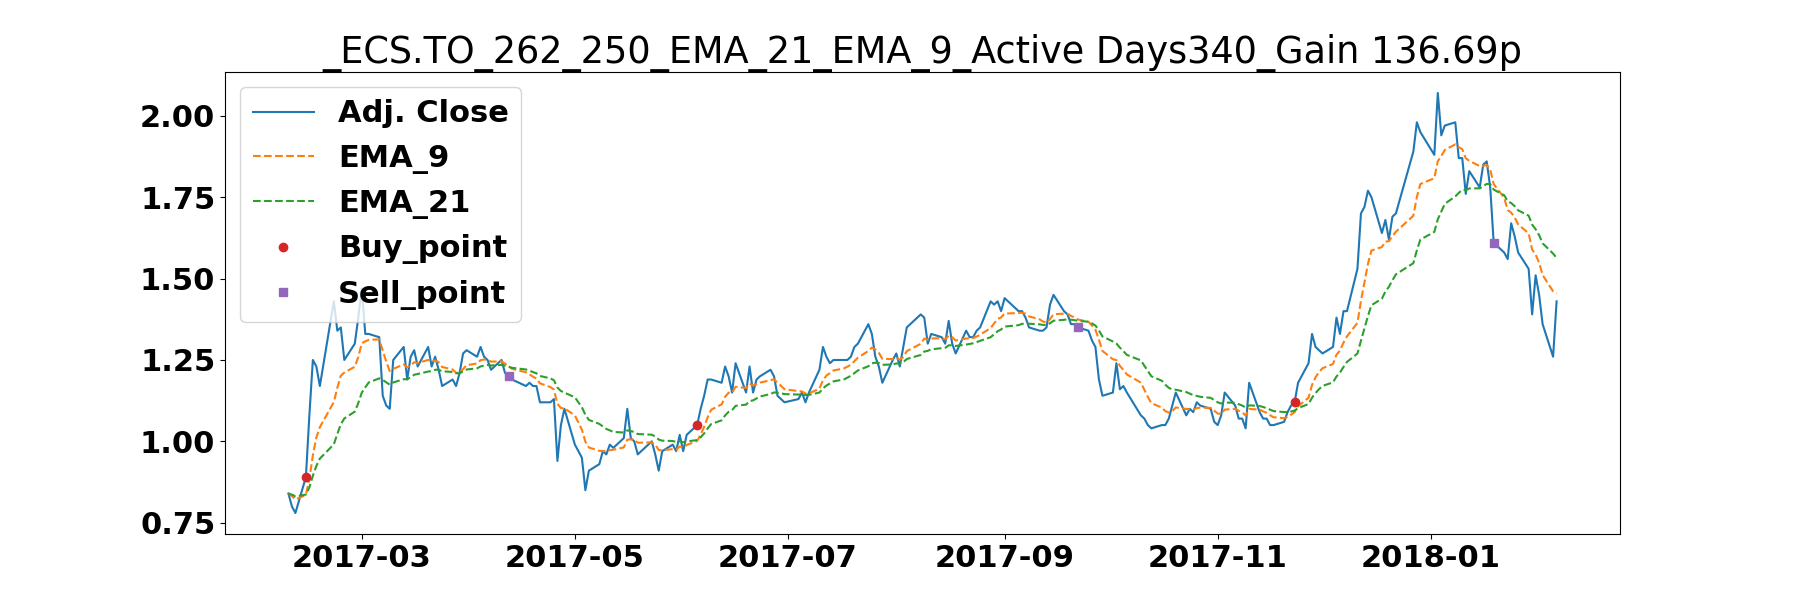 _ECS.TO_262_250_EMA_21_EMA_9_Active Days340_Gain 136.69p
2.00
1.75
1.50
1.25
1.00
0.75
Adj. Close
EMA_9
EMA_21
Buy_point
Sell_point
2017-03 2017-05 2017-07 2017-09 2017-11 2018-01